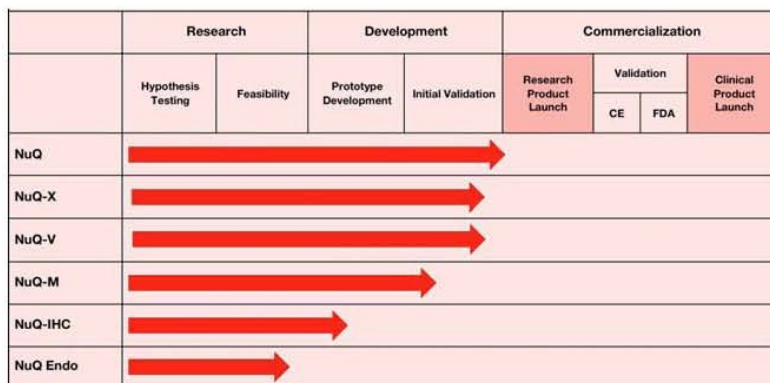 Research Development Commercialization
Hypothesis Testing Feasibility Prototype Development Initial Validation Research Product Launch Validation Clinical Product Launch
CE FDA
NuQ
NuQ-X
NuQ-V
NuQ-M
NuQ-IHC
NuQ Endo